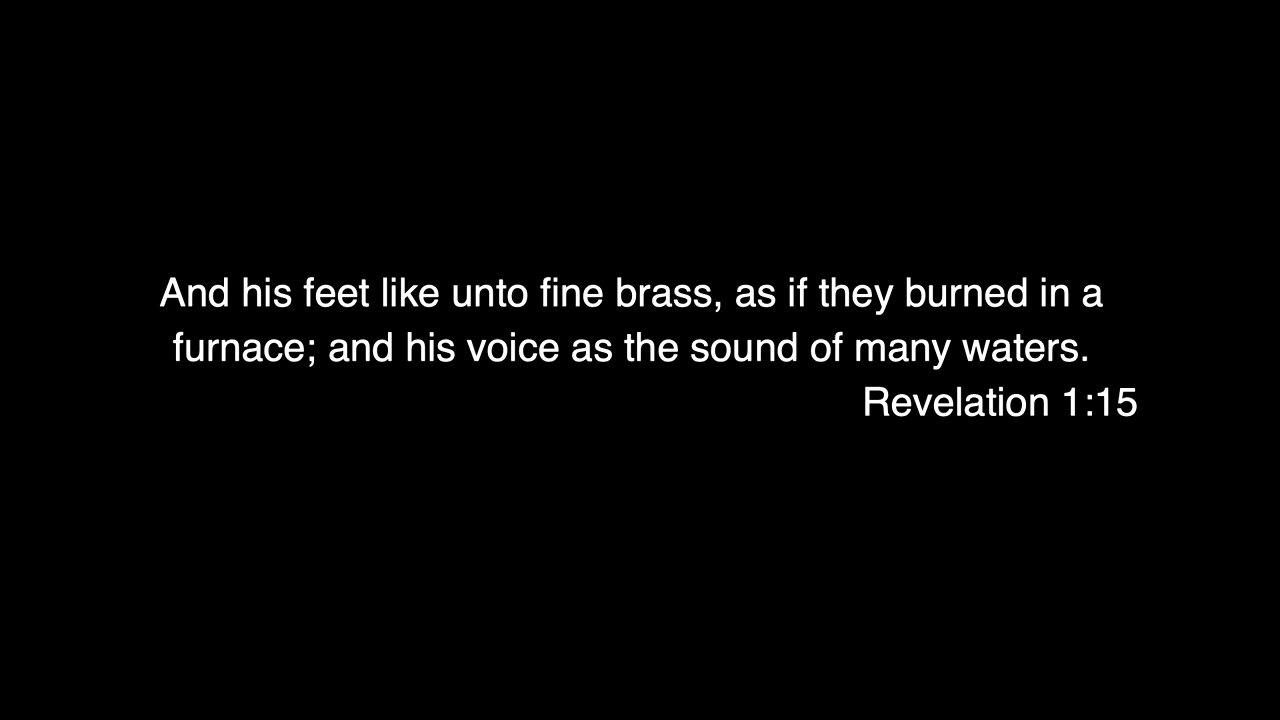 And his feet like unto fine brass, as if they burned in a
furnace; and his voice as the sound of many waters.
Revelation 1:15